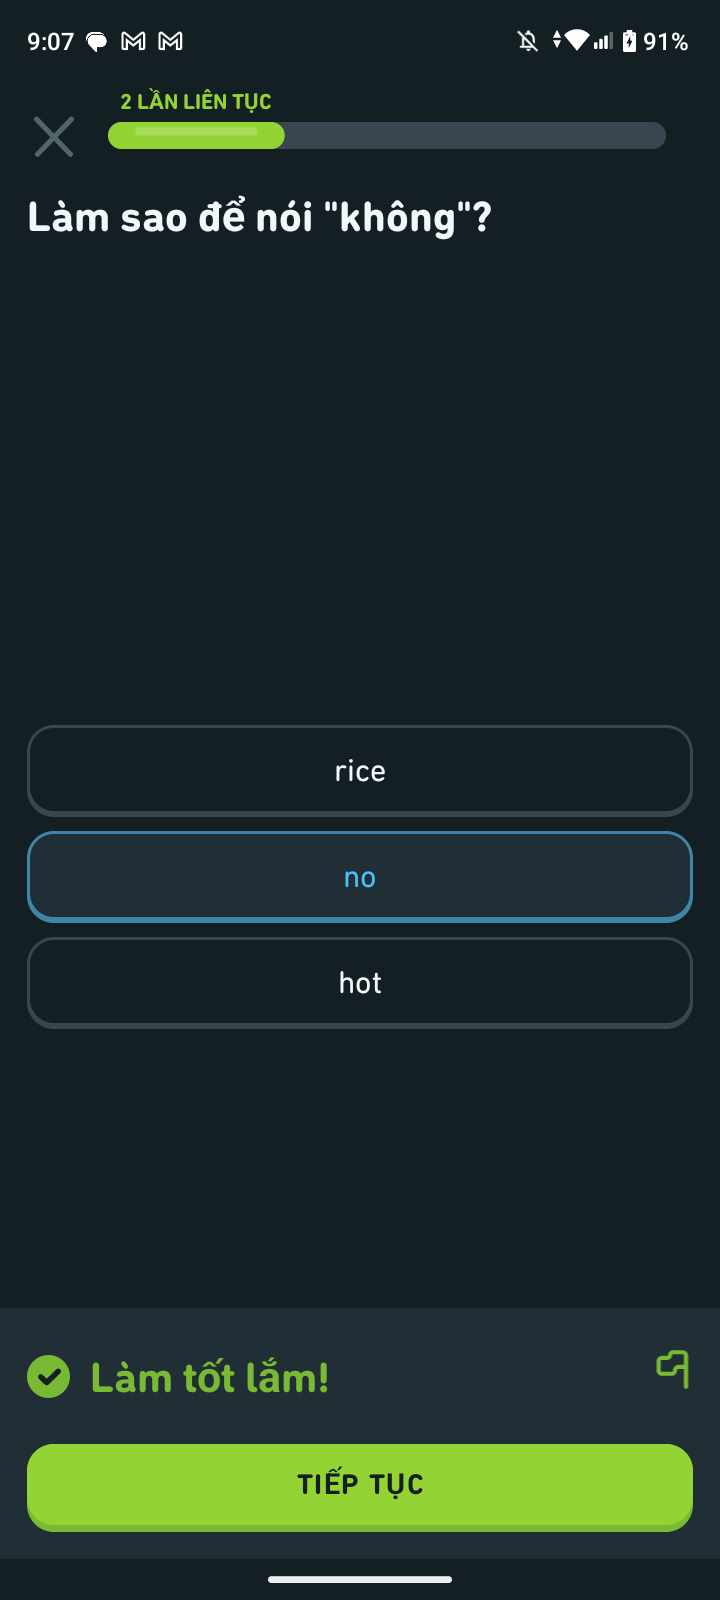 9:07
91%
2 LẦN LIÊN TỤC
Làm sao để nói "không"?
rice
no
hot
Làm tốt lắm!
TIẾP TỤC